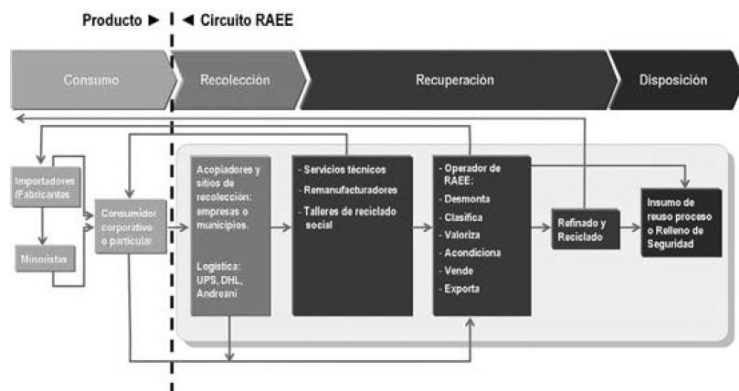 Producto ► ◄ Circuito RAEE
Consumo
Recolección
Recuperación
Disposición
Importadores
/Fabricantes
Minoristas
Consumidor
corporativo
o particular
Acopiadores y
sitios de
recolección:
empresas o
municipios.
Logística:
UPS, DHL,
Andreani
- Servicios técnicos
- Remanufacturadores
- Talleres de reciclado
social
- Operador de
RAEE:
- Desmonta
- Clasifica
- Valoriza
- Acondiciona
- Vende
- Exporta
Refinado y
Reciclado
Insumo de
reuso proceso
o Relleno de
Seguridad